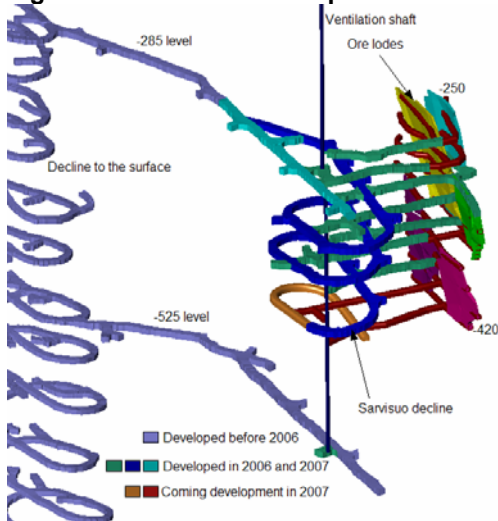 Ventilation shaft
-285 level
Ore lodes
-250
Decline to the surface
-525 level
-420
Sarvisuo decline
Developed before 2006
Developed in 2006 and 2007
Coming development in 2007